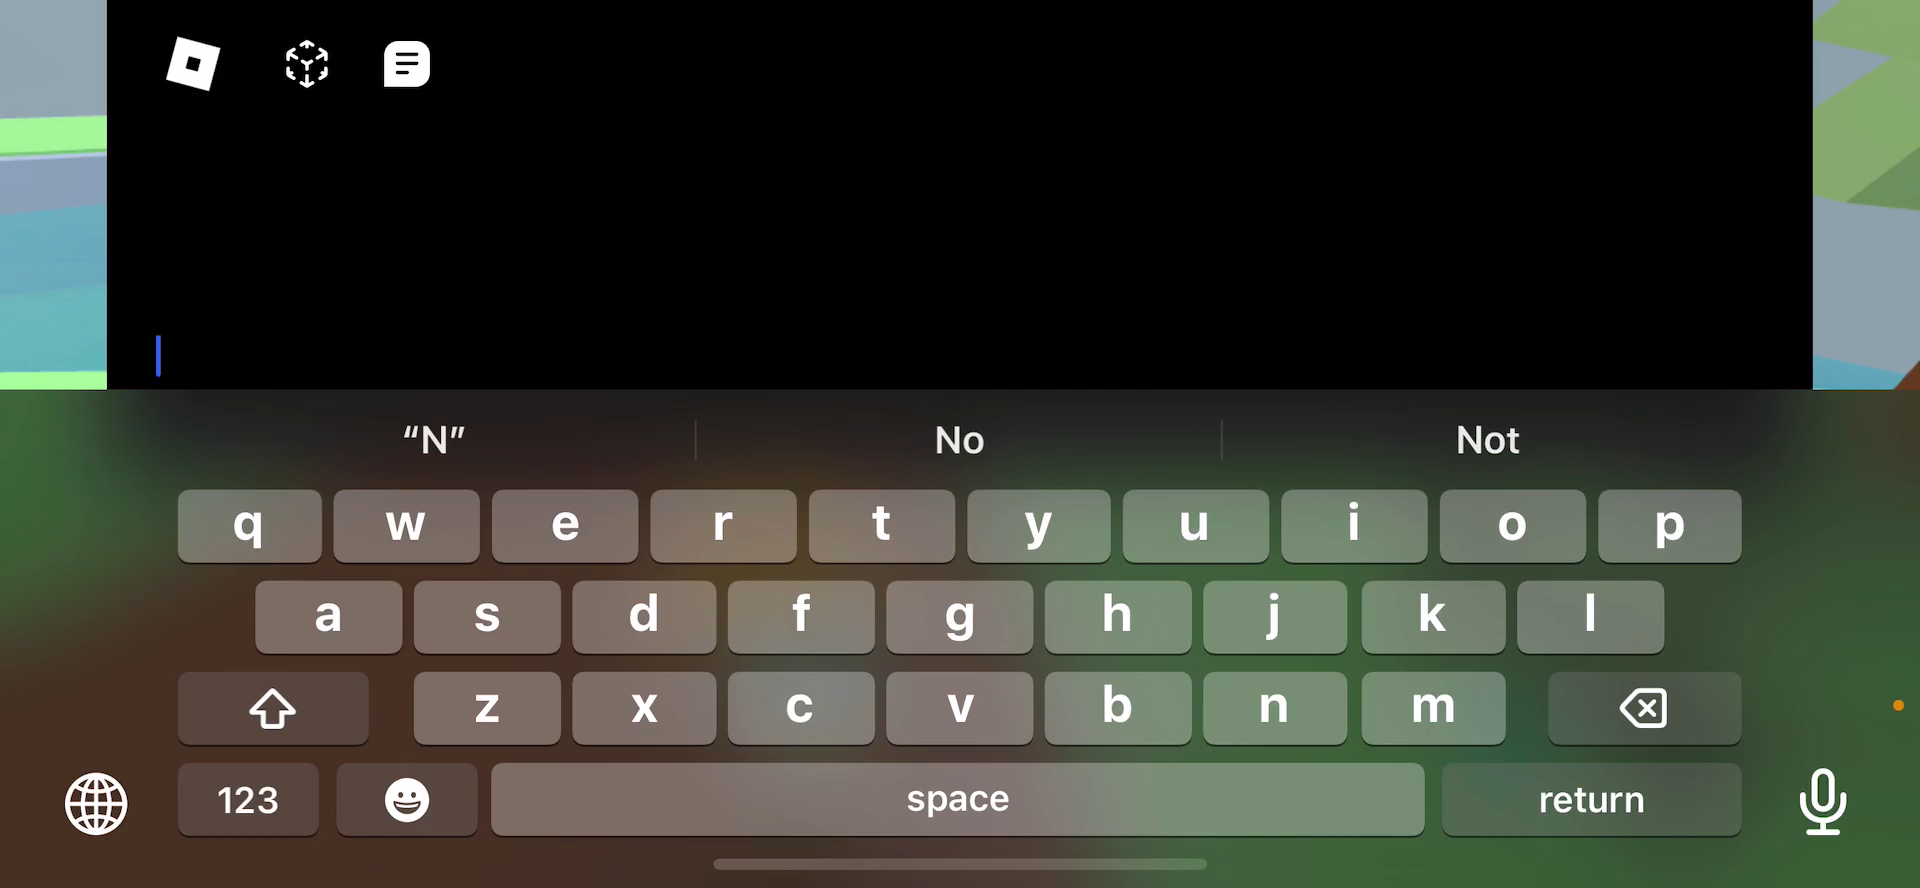 “N” No Not
q w e r t y u i o p
a s d f g h j k l
z x c v b n m
123 space return